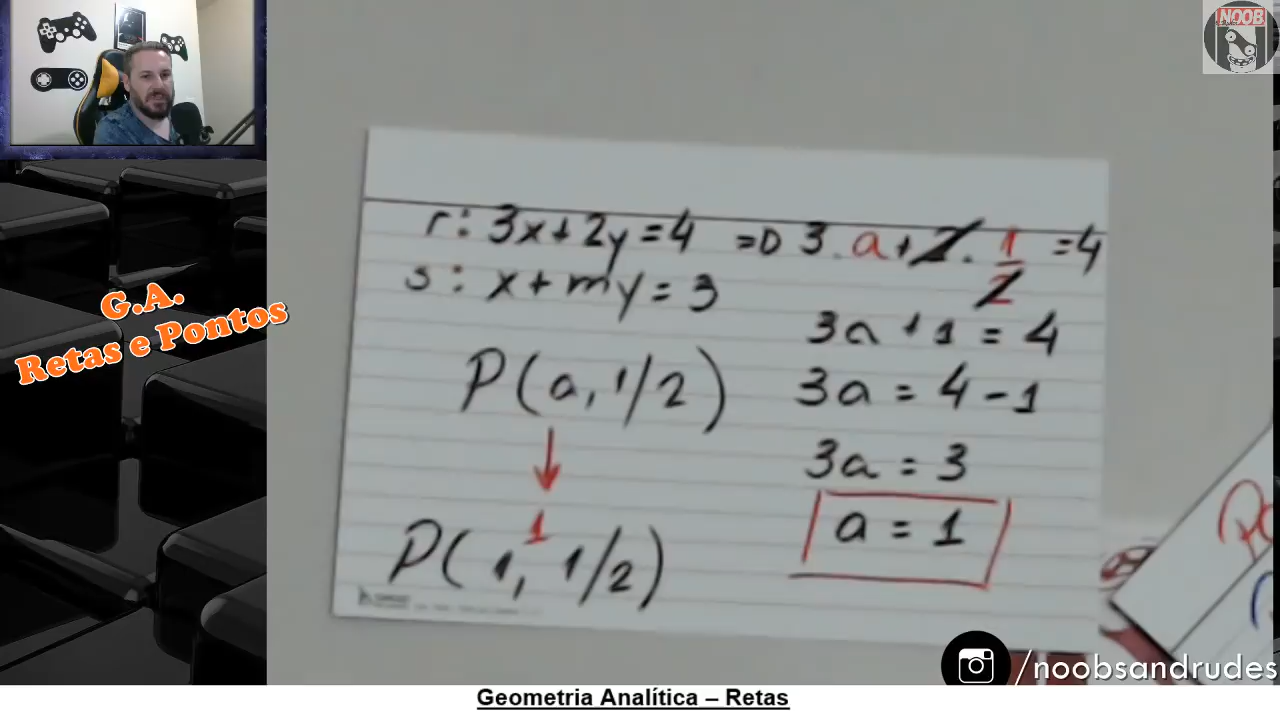 NOOB
r: 3x+2y=4 => 3.a+2.1/2=4
s: x+my=3
3a+1=4
P(a, 1/2)
3a=4-1
3a=3
a=1
1
P(1, 1/2)
G.A.
Retas e Pontos
/noobsandrudes
Geometria Analítica – Retas